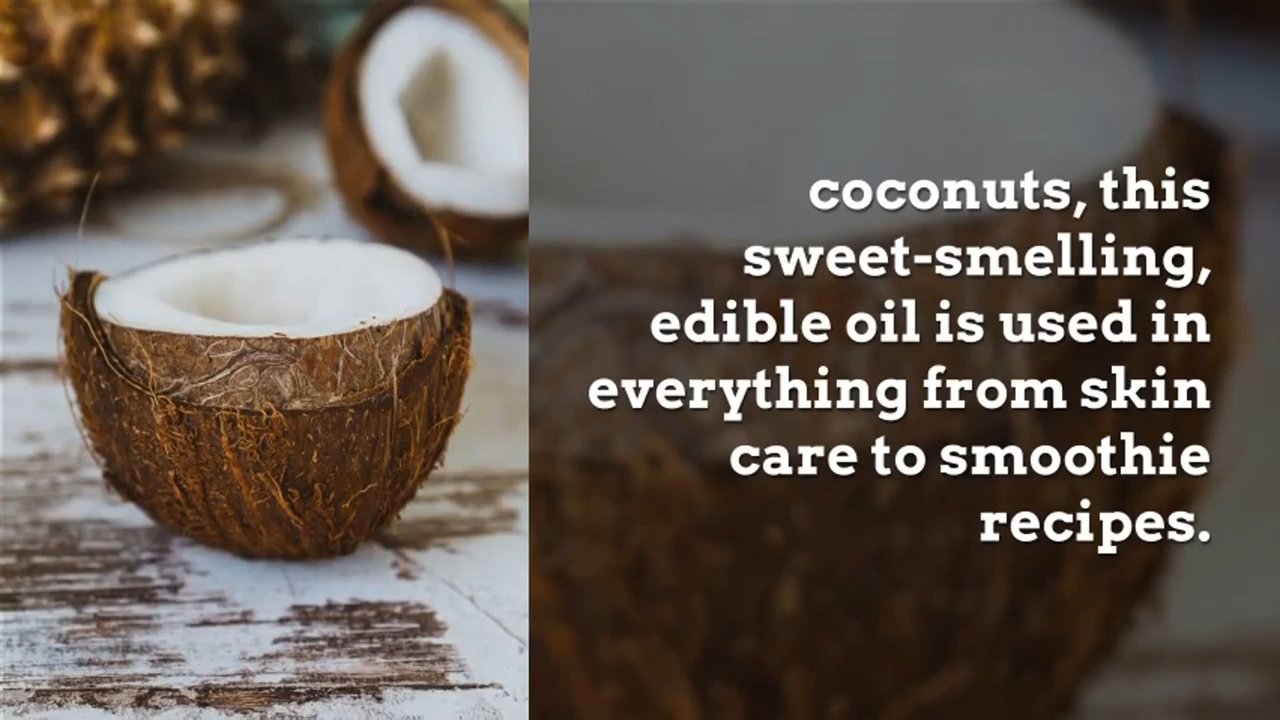 coconuts, this
sweet-smelling,
edible oil is used in
everything from skin
care to smoothie
recipes.